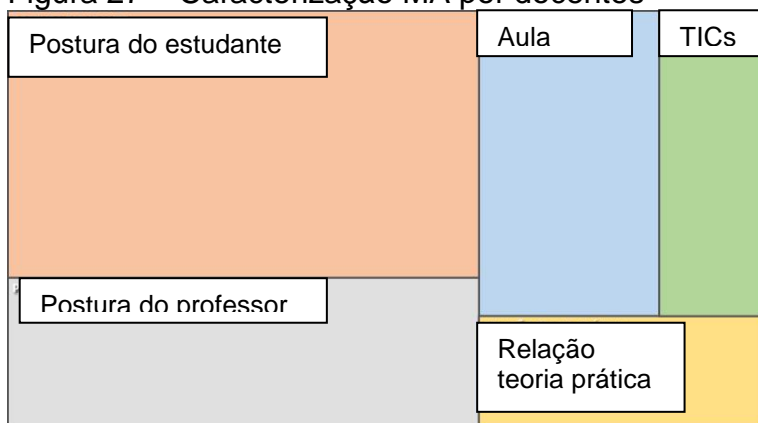 Figura 27 – Caracterização MA por docentes
Postura do estudante
Aula
TICs
Postura do professor
Relação
teoria prática